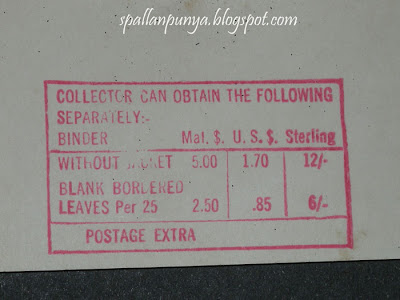 spallanpunya.blogspot.com
COLLECTOR CAN OBTAIN THE FOLLOWING
SEPARATELY:-
BINDER Mal. $. U. S. $. Sterling
WITHOUT JACKET 5.00 1.70 12/-
BLANK BORDERED
LEAVES Per 25 2.50 .85 6/-
POSTAGE EXTRA